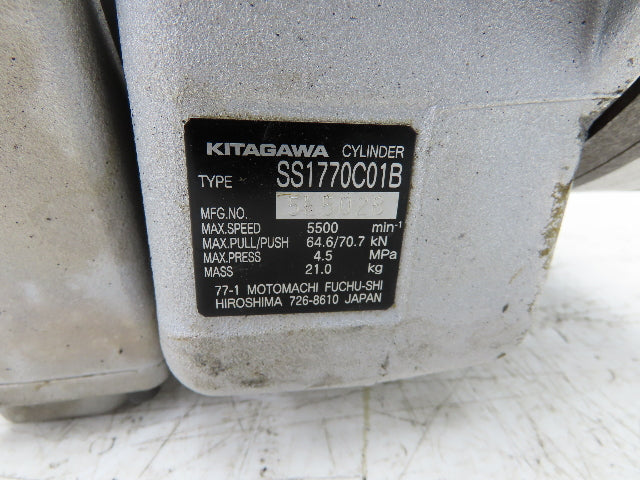 KITAGAWA CYLINDER
TYPE SS1770C01B
MFG.NO.
MAX.SPEED 5500 min-1
MAX.PULL/PUSH 64.6/70.7 kN
MAX.PRESS 4.5 MPa
MASS 21.0 kg
77-1 MOTOMACHI FUCHU-SHI
HIROSHIMA 726-8610 JAPAN